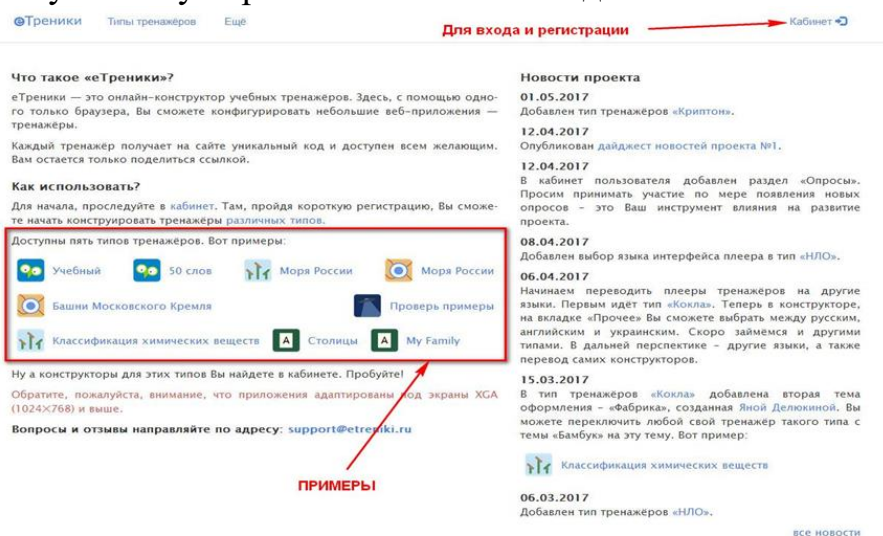 еТреники Типы тренажёров Ещё
Для входа и регистрации
Кабинет
Что такое «еТреники»?
еТреники — это онлайн-конструктор учебных тренажёров. Здесь, с помощью одно-
го только браузера, Вы сможете конфигурировать небольшие веб-приложения —
тренажёры.
Каждый тренажёр получает на сайте уникальный код и доступен всем желающим.
Вам остается только поделиться ссылкой.
Как использовать?
Для начала, проследуйте в кабинет. Там, пройдя короткую регистрацию, Вы сможе-
те начать конструировать тренажёры различных типов.
Доступны пять типов тренажёров. Вот примеры:
Учебный 50 слов Моря России Моря России
Башни Московского Кремля Проверь примеры
Классификация химических веществ A Столицы A My Family
Ну а конструкторы для этих типов Вы найдете в кабинете. Пробуйте!
Обратите, пожалуйста, внимание, что приложения адаптированы под экраны XGA
(1024×768) и выше.
Вопросы и отзывы направляйте по адресу: support@etreniki.ru
ПРИМЕРЫ
Новости проекта
01.05.2017
Добавлен тип тренажёров «Криптон».
12.04.2017
Опубликован дайджест новостей проекта №1.
12.04.2017
В кабинет пользователя добавлен раздел «Опросы».
Просим принимать участие по мере появления новых
опросов – это Ваш инструмент влияния на развитие
проекта.
08.04.2017
Добавлен выбор языка интерфейса плеера в тип «НЛО».
06.04.2017
Начинаем переводить плееры тренажёров на другие
языки. Первым идёт тип «Кокла». Теперь в конструкторе,
на вкладке «Прочее» Вы сможете выбрать между русским,
английским и украинским. Скоро займёмся и другими
типами. В дальней перспективе – другие языки, а также
перевод самих конструкторов.
15.03.2017
В тип тренажёров «Кокла» добавлена вторая тема
оформления – «Фабрика», созданная Яной Делюкиной. Вы
можете переключить любой свой тренажёр такого типа с
темы «Бамбук» на эту тему. Вот пример:
Классификация химических веществ
06.03.2017
Добавлен тип тренажёров «НЛО».
все новости